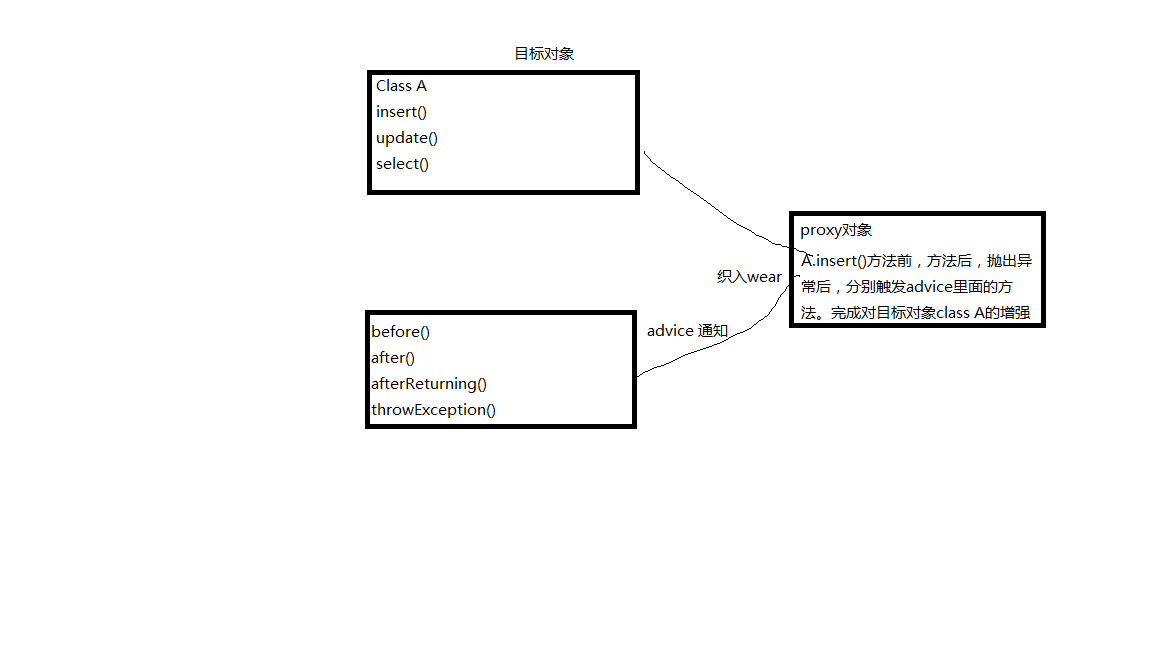 目标对象
Class A
insert()
update()
select()
proxy对象
A.insert()方法前，方法后，抛出异
常后，分别触发advice里面的方
法。完成对目标对象class A的增强
织入wear
advice 通知
before()
after()
afterReturning()
throwException()